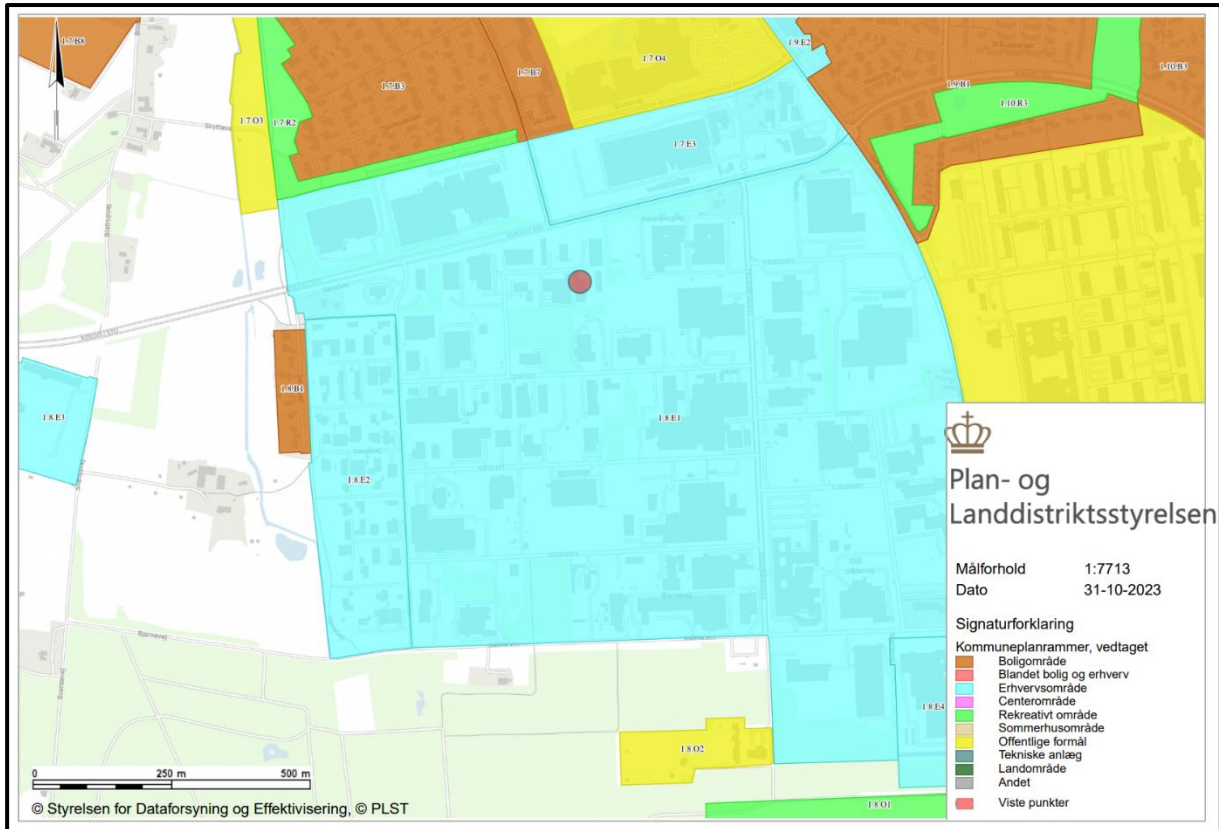 1.7.B8
1.9.E2
1.7.O4
1.7.B7
1.7.B3
1.10.B3
1.9.B1
1.10.R3
1.7.O3
1.7.R2
1.7.E3
1.8.B1
1.8.E3
1.8.E1
1.8.E2
Bjørnevej
1.8.E4
1.8.O2
1.8.O1
Plan- og
Landdistriktsstyrelsen
Målforhold 1:7713
Dato 31-10-2023
Signaturforklaring
Kommuneplanrammer, vedtaget
Boligområde
Blandet bolig og erhverv
Erhvervsområde
Centerområde
Rekreativt område
Sommerhusområde
Offentlige formål
Tekniske anlæg
Landområde
Andet
Viste punkter
0 250 m 500 m
© Styrelsen for Dataforsyning og Effektivisering, © PLST